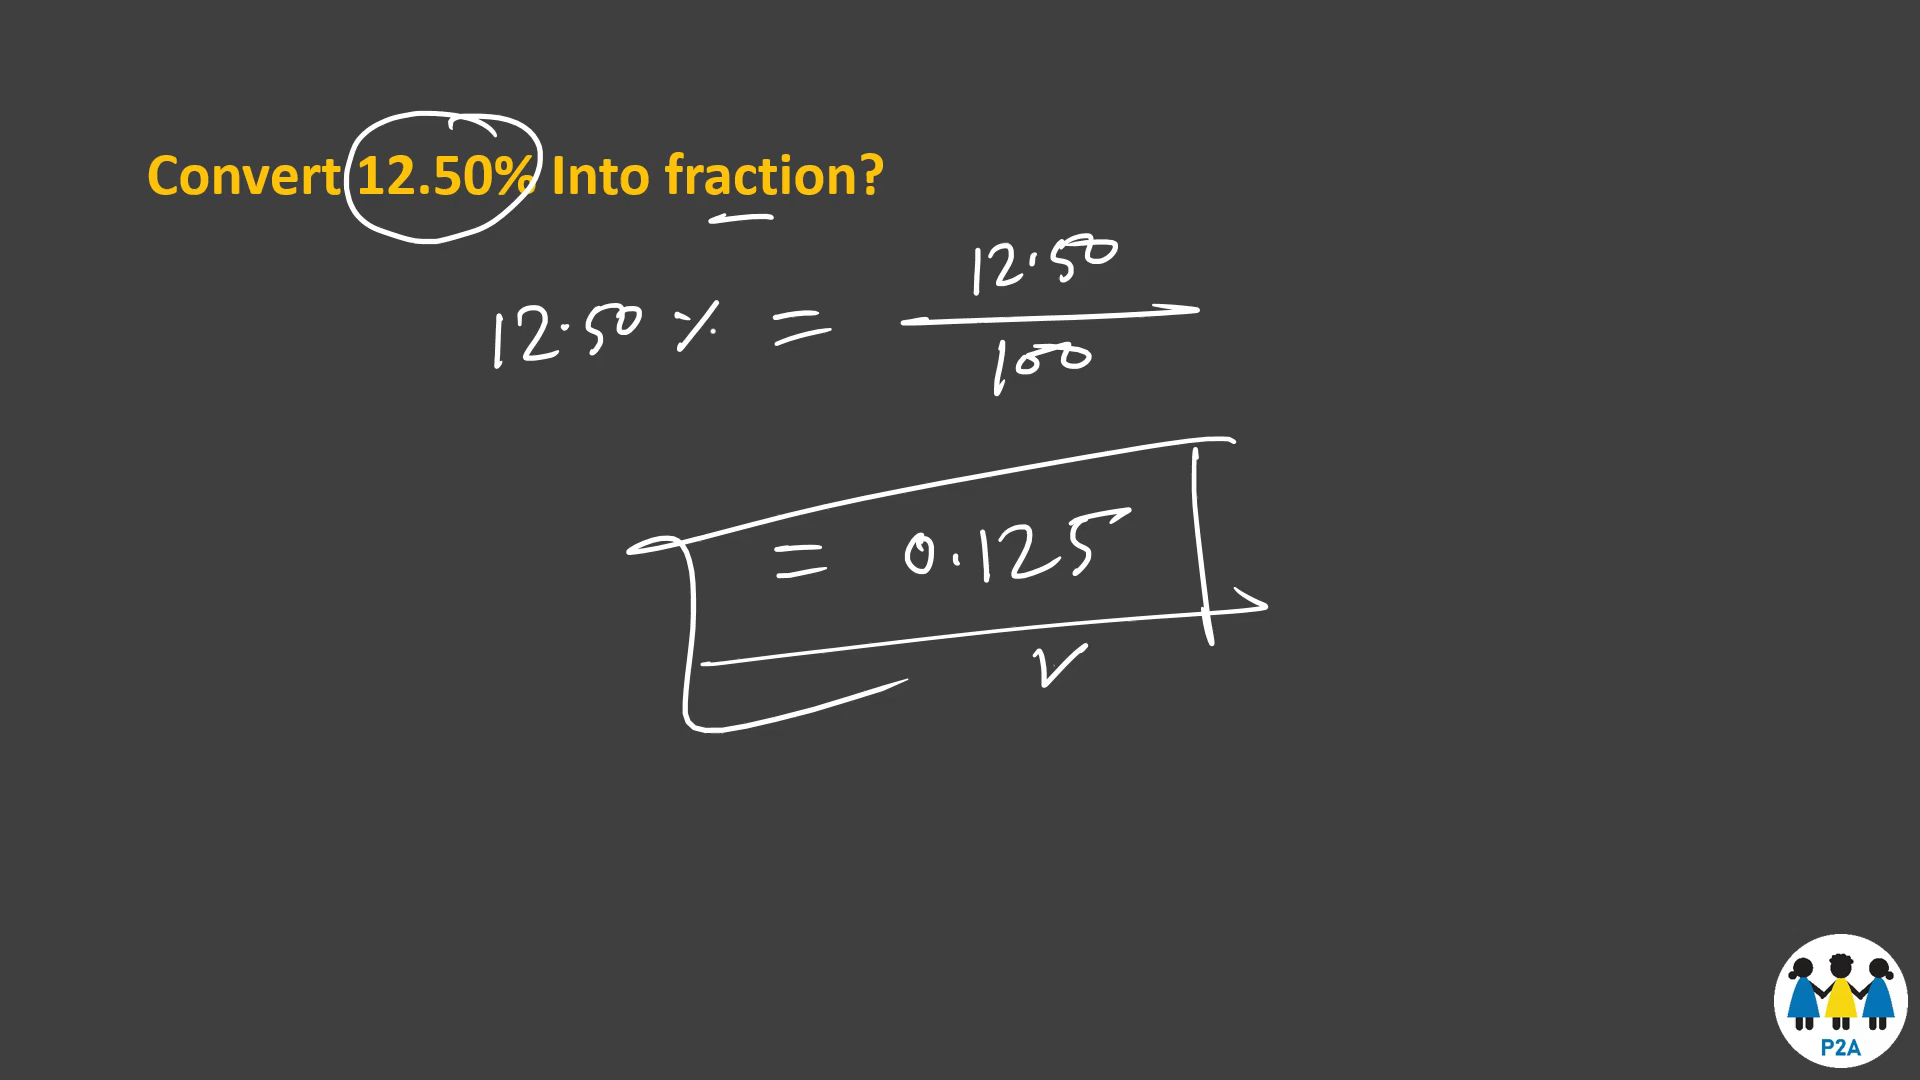 Convert 12.50% Into fraction?
12.50 % = 12.50
100
= 0.125
P2A